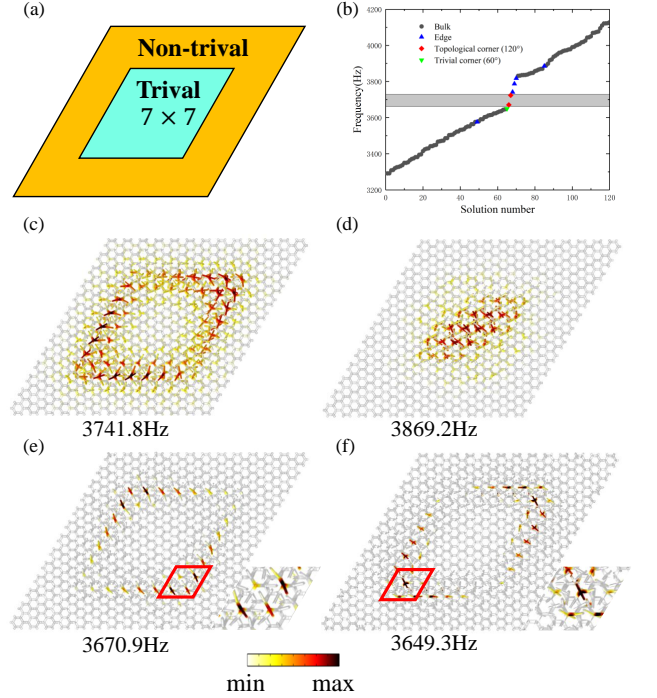 (a)
Non-trival
Trival
7 × 7
(b)
Frequency(Hz)
4200
4000
3800
3600
3400
3200
Bulk
Edge
Topological corner (120°)
Trivial corner (60°)
0 20 40 60 80 100 120
Solution number
(c)
(d)
3741.8Hz
3869.2Hz
(e)
(f)
3670.9Hz
3649.3Hz
min max